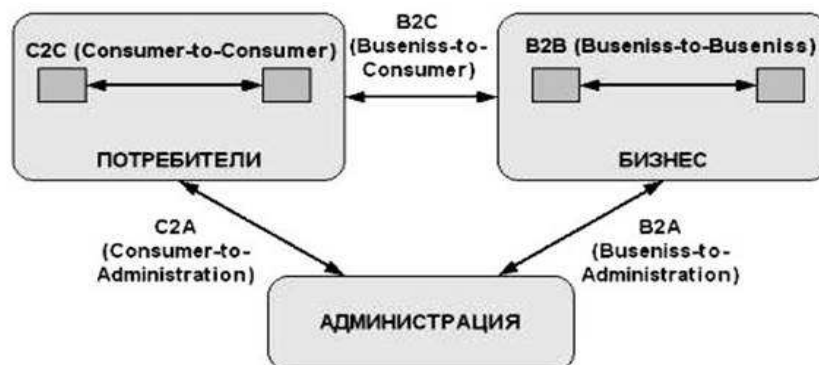 C2C (Consumer-to-Consumer)
ПОТРЕБИТЕЛИ
B2C
(Buseniss-to-
Consumer)
B2B (Buseniss-to-Buseniss)
БИЗНЕС
C2A
(Consumer-to-
Administration)
B2A
(Buseniss-to-
Administration)
АДМИНИСТРАЦИЯ